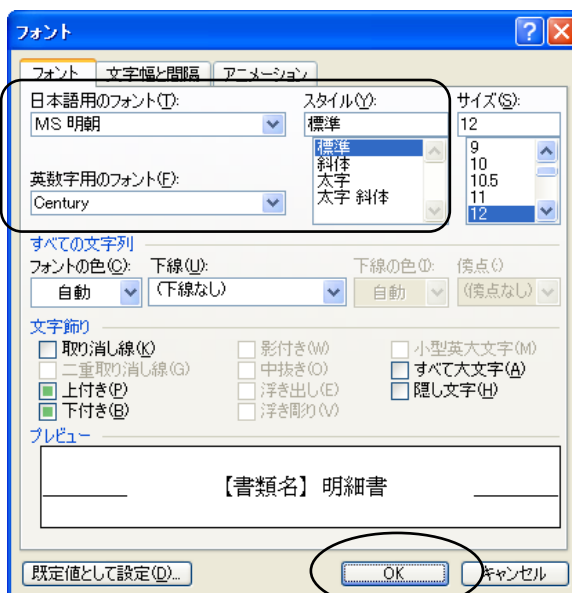 フォント
フォント 文字幅と間隔 アニメーション
日本語用のフォント(T): スタイル(Y): サイズ(S):
MS 明朝 標準 12
標準 9
斜体 10
太字 10.5
太字 斜体 11
12
英数字用のフォント(F):
Century
すべての文字列
フォントの色(C): 下線(U): 下線の色(I): 傍点(:)
自動 (下線なし) 自動 (傍点なし)
文字飾り
取り消し線(K) 影付き(W) 小型英大文字(M)
二重取り消し線(G) 中抜き(O) すべて大文字(A)
上付き(P) 浮き出し(E) 隠し文字(H)
下付き(B) 浮き彫り(V)
プレビュー
【書類名】明細書
既定値として設定(D)... OK キャンセル